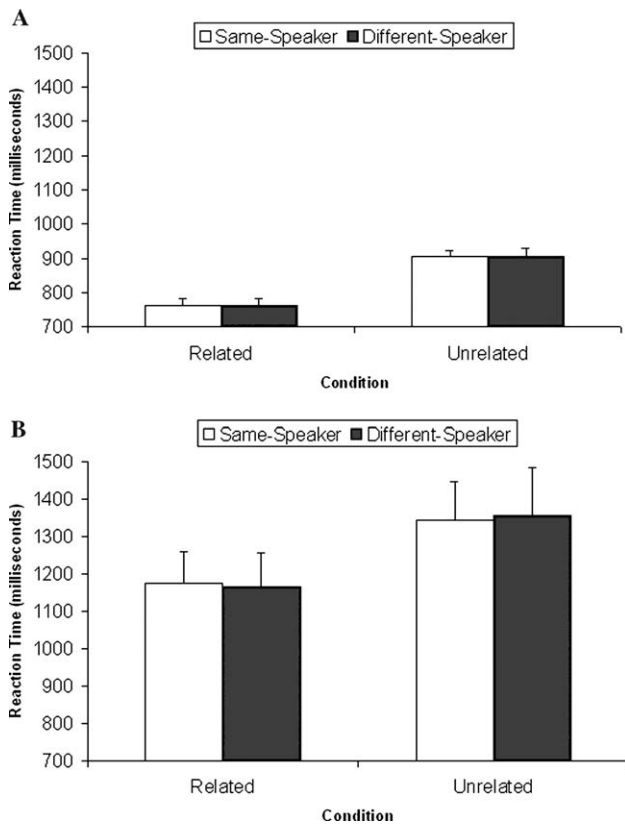 A
Same-Speaker Different-Speaker
Reaction Time (milliseconds)
1500
1400
1300
1200
1100
1000
900
800
700
Related Unrelated
Condition
B
Same-Speaker Different-Speaker
Reaction Time (milliseconds)
1500
1400
1300
1200
1100
1000
900
800
700
Related Unrelated
Condition